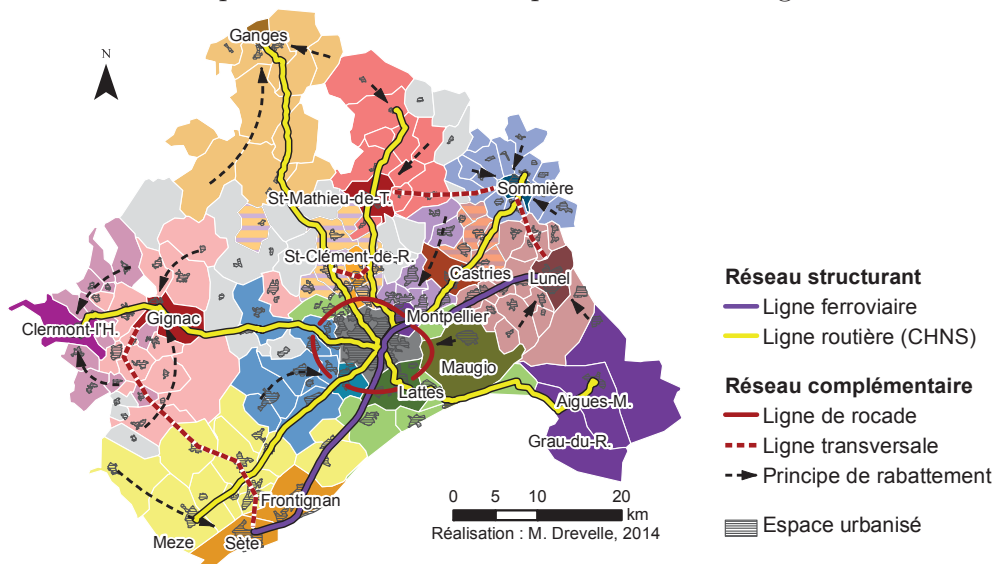 Ganges
N
St-Mathieu-de-T.
Sommière
St-Clément-de-R.
Castries
Lunel
Clermont-l'H.
Gignac
Montpellier
Maugio
Lattes
Aigues-M.
Grau-du-R.
Frontignan
Meze
Sète
0 5 10 20
km
Réalisation : M. Drevelle, 2014
Réseau structurant
Ligne ferroviaire
Ligne routière (CHNS)
Réseau complémentaire
Ligne de rocade
Ligne transversale
Principe de rabattement
Espace urbanisé